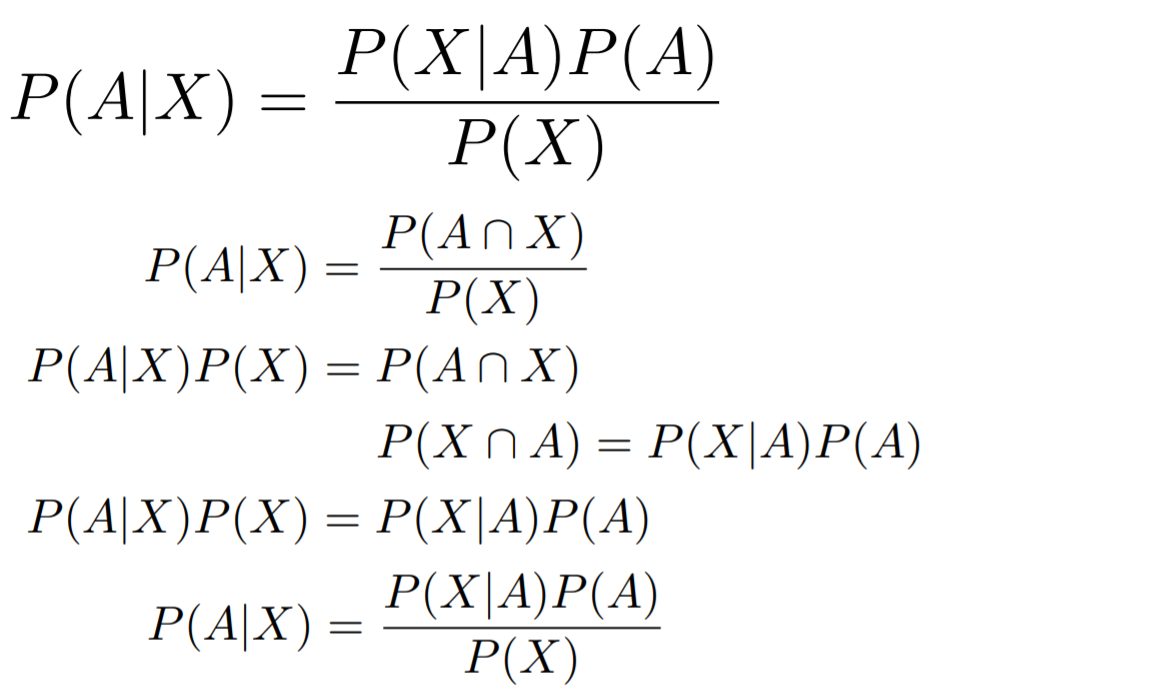 P(A|X) = P(X|A)P(A) / P(X)
P(A|X) = P(A ∩ X) / P(X)
P(A|X)P(X) = P(A ∩ X)
P(X ∩ A) = P(X|A)P(A)
P(A|X)P(X) = P(X|A)P(A)
P(A|X) = P(X|A)P(A) / P(X)